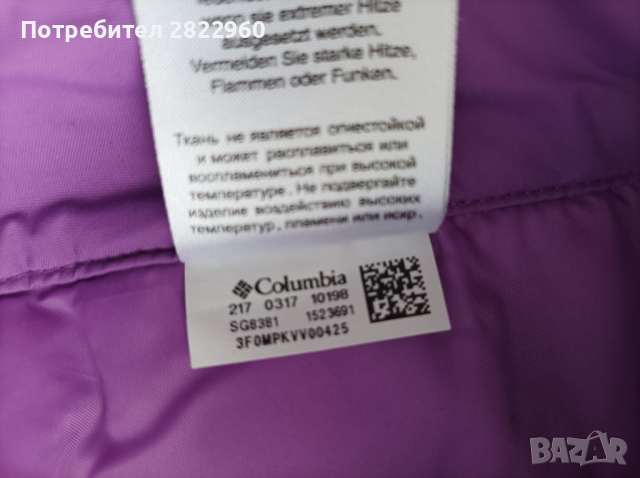 Потребител 2822960
sie extremer Hitze
ausgesetzt werden.
Vermeiden Sie starke Hitze,
Flammen oder Funken.
Ткань не является огнестойкой
и может расплавиться или
воспламениться при высокой
температуре. Не подвергайте
изделие воздействию высоких
температур, пламени или искр.
Columbia
217 0317 10198
SG8381 1523691
3F0MPKVV00425
BAZAR